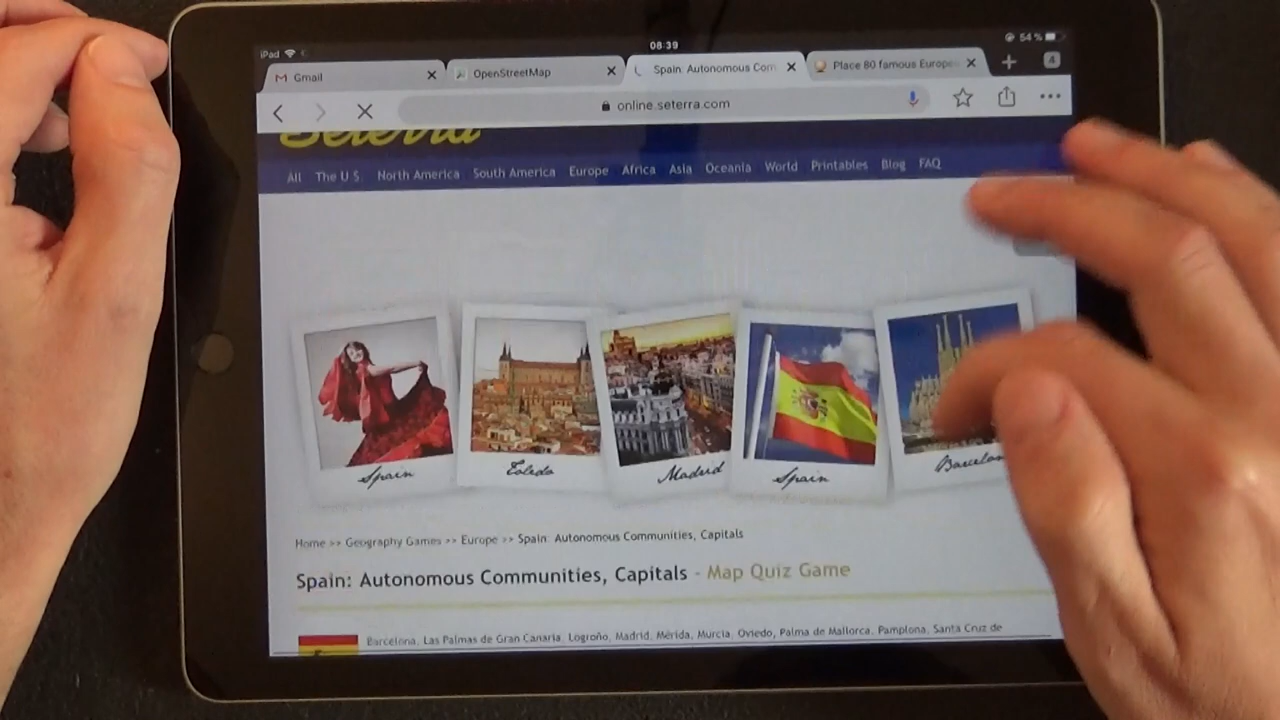 iPad
08:39
54 %
Gmail
OpenStreetMap
Spain: Autonomous Com
Place 80 famous Europe
4
online.seterra.com
Seterra
All The U.S. North America South America Europe Africa Asia Oceania World Printables Blog FAQ
Spain
Toledo
Madrid
Spain
Barcelon
Home >> Geography Games >> Europe >> Spain: Autonomous Communities, Capitals
Spain: Autonomous Communities, Capitals - Map Quiz Game
Barcelona, Las Palmas de Gran Canaria, Logroño, Madrid, Mérida, Murcia, Oviedo, Palma de Mallorca, Pamplona, Santa Cruz de